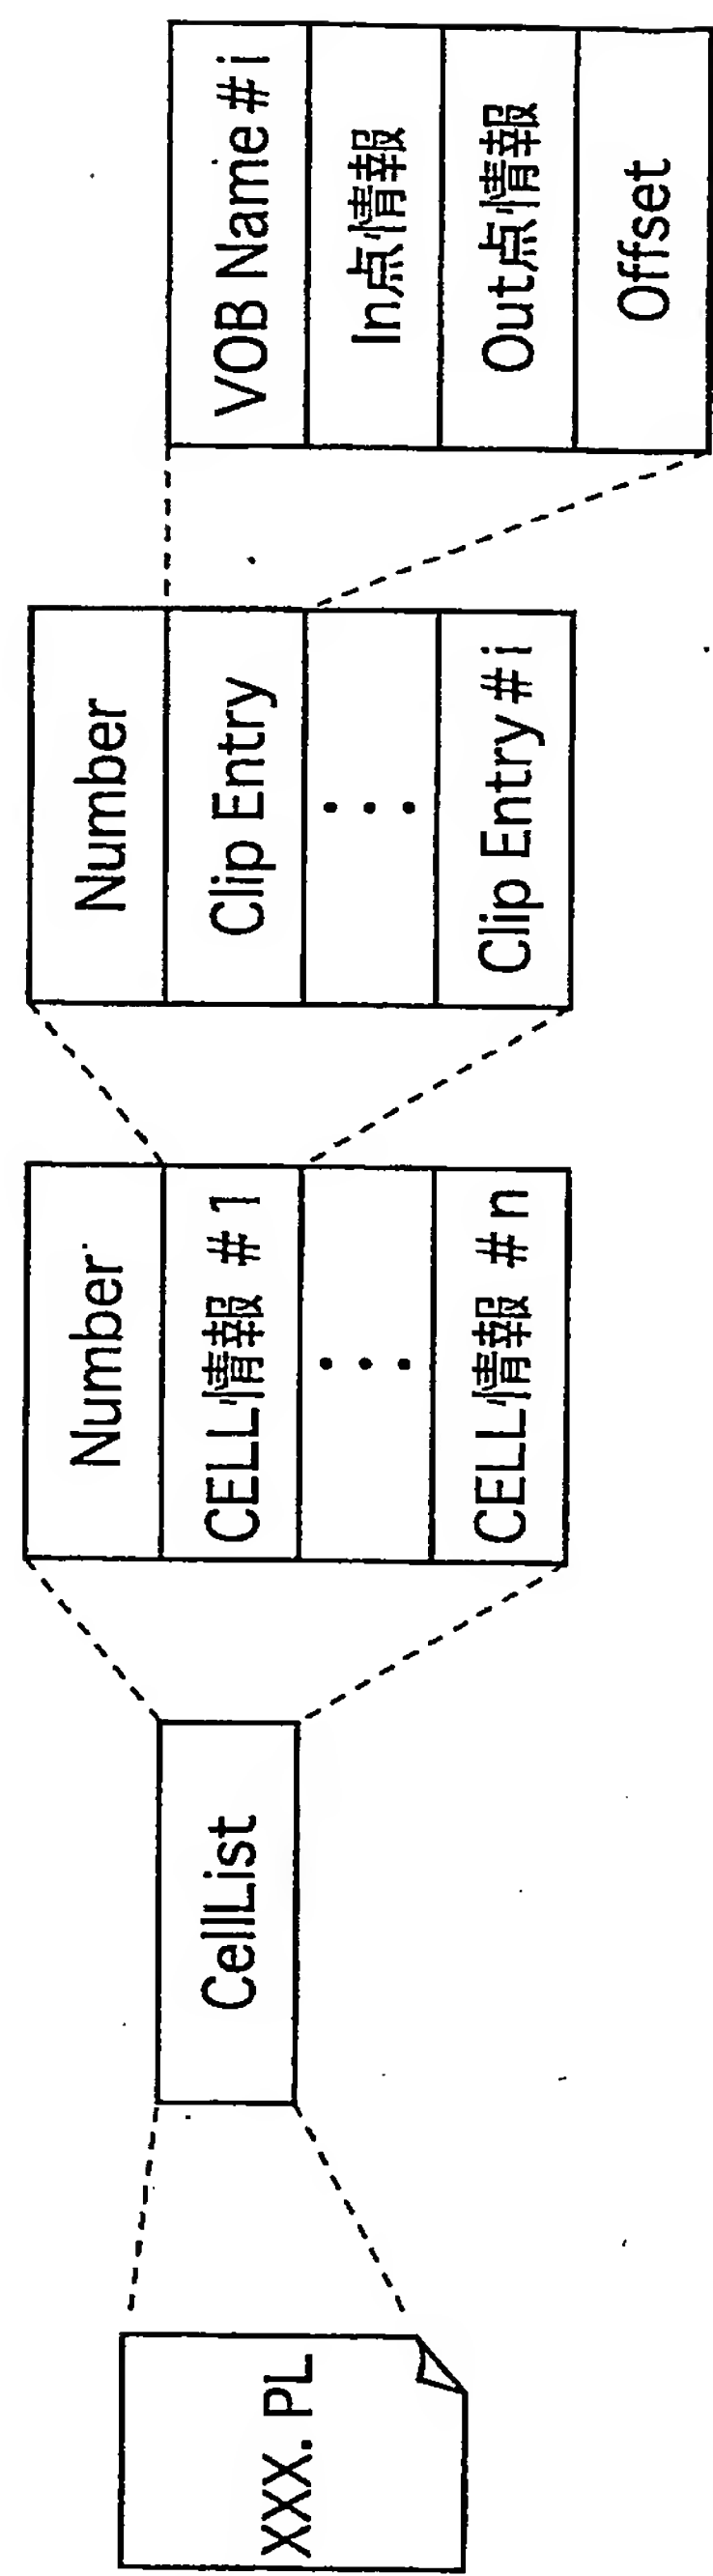 XXX. PL
CellList
Number
CELL情報 #1
・・・
CELL情報 #n
Number
Clip Entry
・・・
Clip Entry#i
VOB Name#i
In点情報
Out点情報
Offset